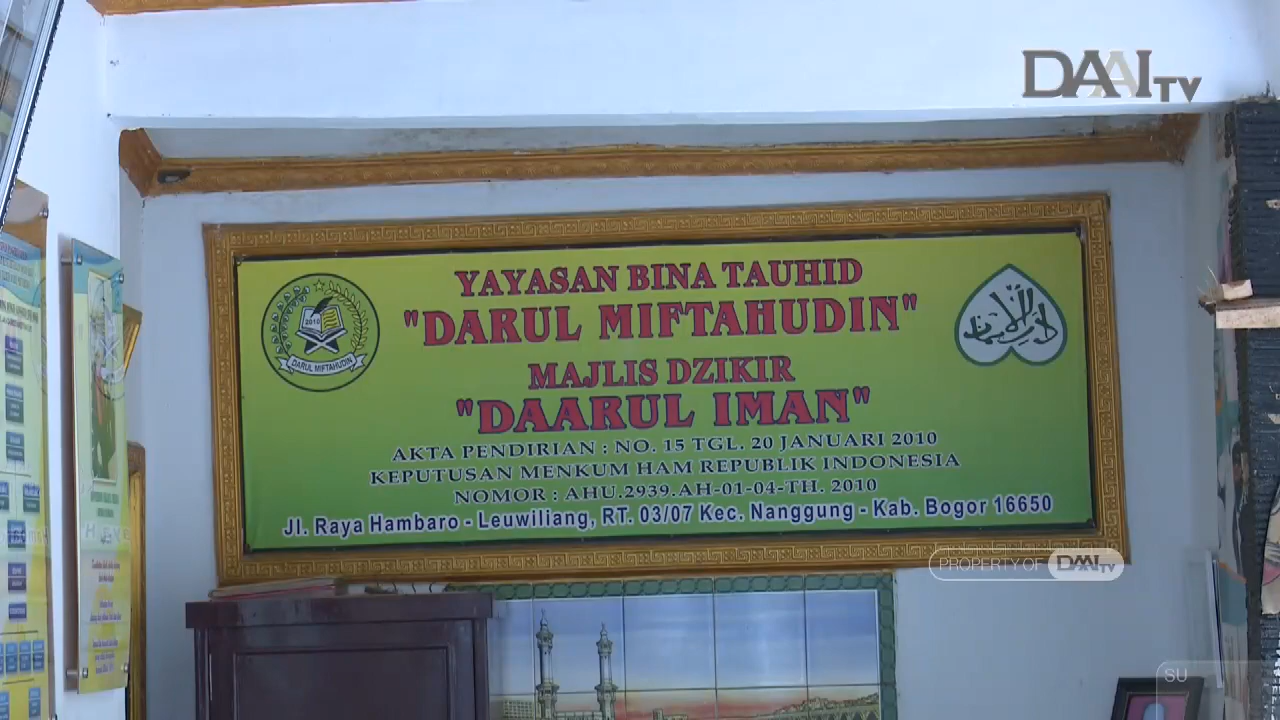 DAAI TV
YAYASAN BINA TAUHID
"DARUL MIFTAHUDIN"
MAJLIS DZIKIR
"DAARUL IMAN"
AKTA PENDIRIAN : NO. 15 TGL. 20 JANUARI 2010
KEPUTUSAN MENKUM HAM REPUBLIK INDONESIA
NOMOR : AHU.2939.AH-01-04-TH. 2010
Jl. Raya Hambaro - Leuwiliang, RT. 03/07 Kec. Nanggung - Kab. Bogor 16650
2010
DARUL MIFTAHUDIN
PROPERTY OF DAAI TV
SU